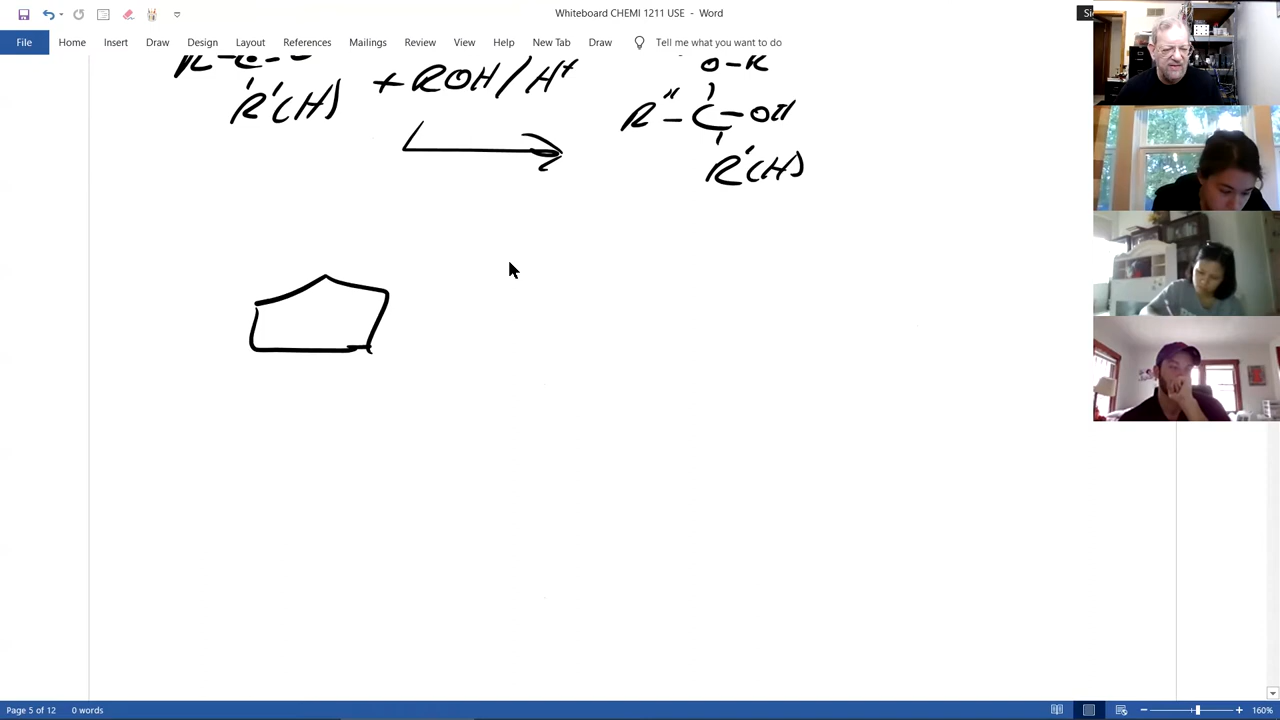 Whiteboard CHEMI 1211 USE - Word
File Home Insert Draw Design Layout References Mailings Review View Help New Tab Draw Tell me what you want to do
O-R
R'(H) + ROH/H+
R"-C-OH
R'(H)
Page 5 of 12 0 words
160%